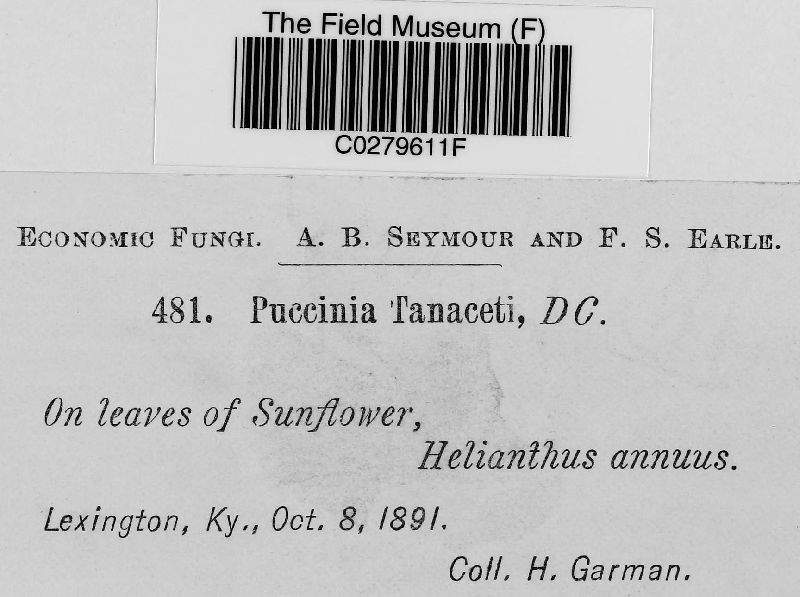 The Field Museum (F)
C0279611F
Economic Fungi. A. B. Seymour and F. S. Earle.
481. Puccinia Tanaceti, DC.
On leaves of Sunflower,
Helianthus annuus.
Lexington, Ky., Oct. 8, 1891.
Coll. H. Garman.